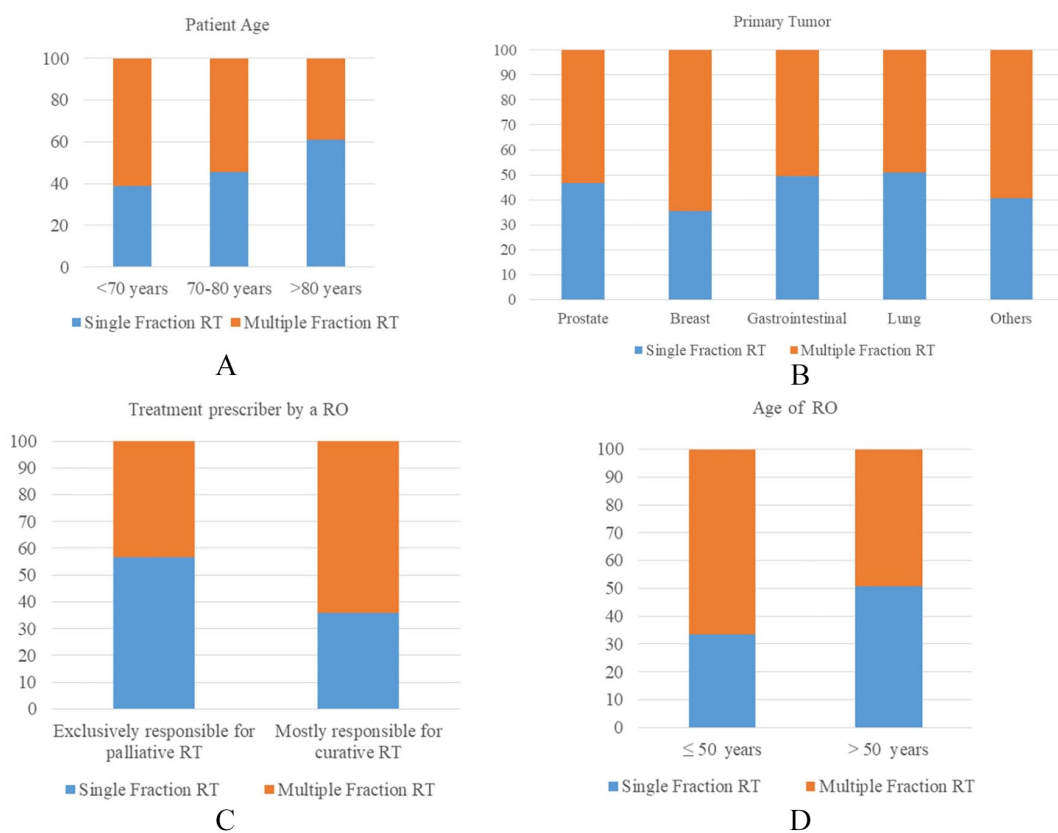 Patient Age
100
80
60
40
20
0
<70 years 70-80 years >80 years
Single Fraction RT Multiple Fraction RT
A
Primary Tumor
100
90
80
70
60
50
40
30
20
10
0
Prostate Breast Gastrointestinal Lung Others
Single Fraction RT Multiple Fraction RT
B
Treatment prescriber by a RO
100
90
80
70
60
50
40
30
20
10
0
Exclusively responsible for Mostly responsible for
palliative RT curative RT
Single Fraction RT Multiple Fraction RT
C
Age of RO
100
90
80
70
60
50
40
30
20
10
0
≤ 50 years > 50 years
Single Fraction RT Multiple Fraction RT
D